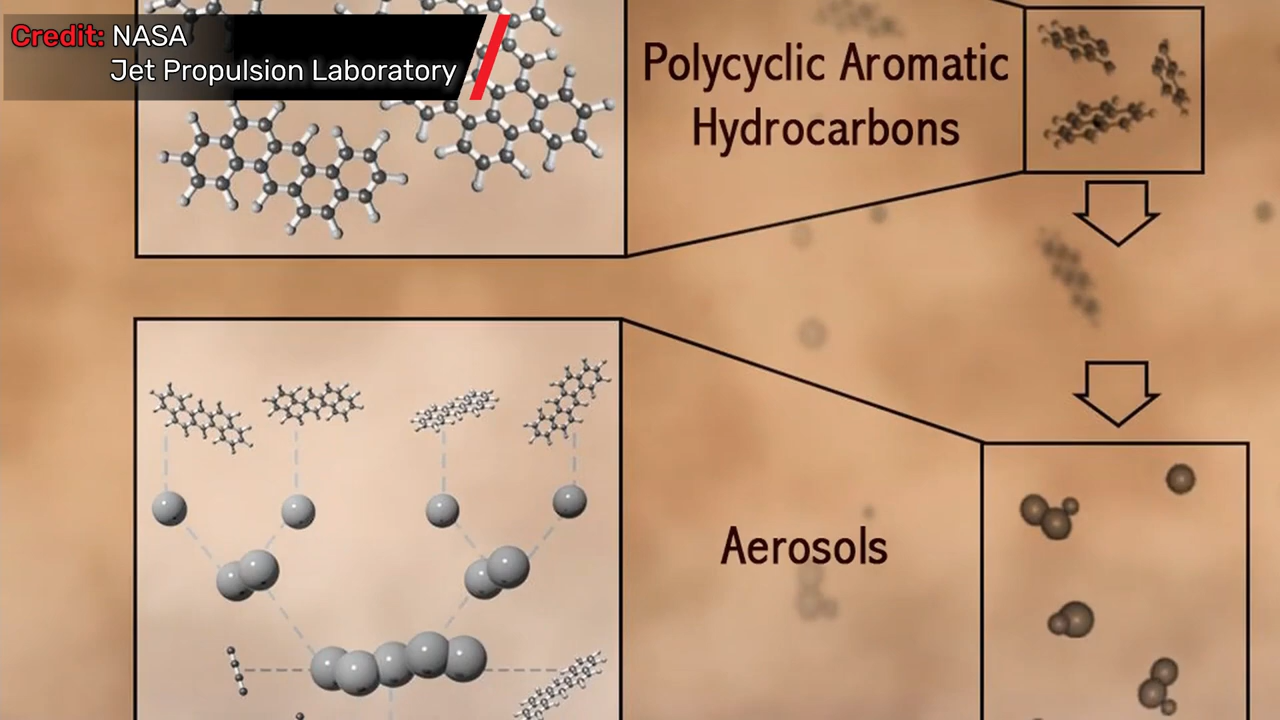 Credit: NASA
Jet Propulsion Laboratory
Polycyclic Aromatic
Hydrocarbons
Aerosols